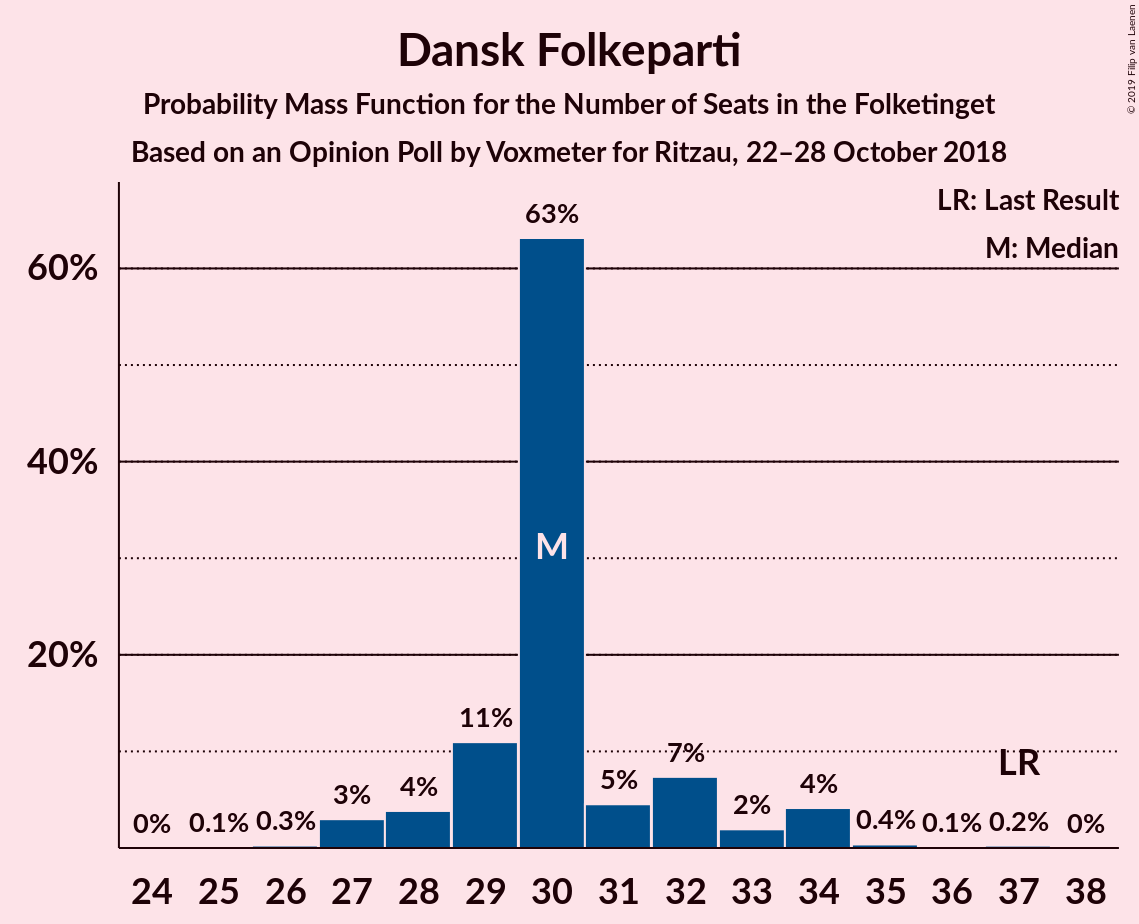 Dansk Folkeparti
Probability Mass Function for the Number of Seats in the Folketinget
Based on an Opinion Poll by Voxmeter for Ritzau, 22–28 October 2018
© 2019 Filip van Laenen
LR: Last Result
M: Median
60%
40%
20%
0% 0.1% 0.3% 3% 4% 11% 63% 5% 7% 2% 4% 0.4% 0.1% 0.2% 0%
M
LR
24 25 26 27 28 29 30 31 32 33 34 35 36 37 38